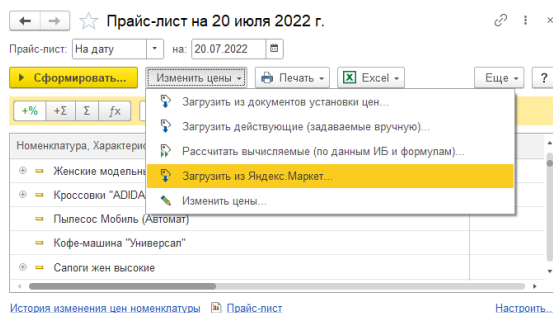 Прайс-лист на 20 июля 2022 г.
Прайс-лист: На дату на: 20.07.2022
Сформировать... Изменить цены Печать Excel Еще ?
+% +Σ Σ ƒx
Загрузить из документов установки цен...
Загрузить действующие (задаваемые вручную)...
Номенклатура, Характерис
Рассчитать вычисляемые (по данным ИБ и формулам)...
Женские модельн
Загрузить из Яндекс.Маркет...
Кроссовки "ADIDA
Изменить цены...
Пылесос Мобиль (Автомат)
Кофе-машина "Универсал"
Сапоги жен высокие
История изменения цен номенклатуры Прайс-лист Настроить...